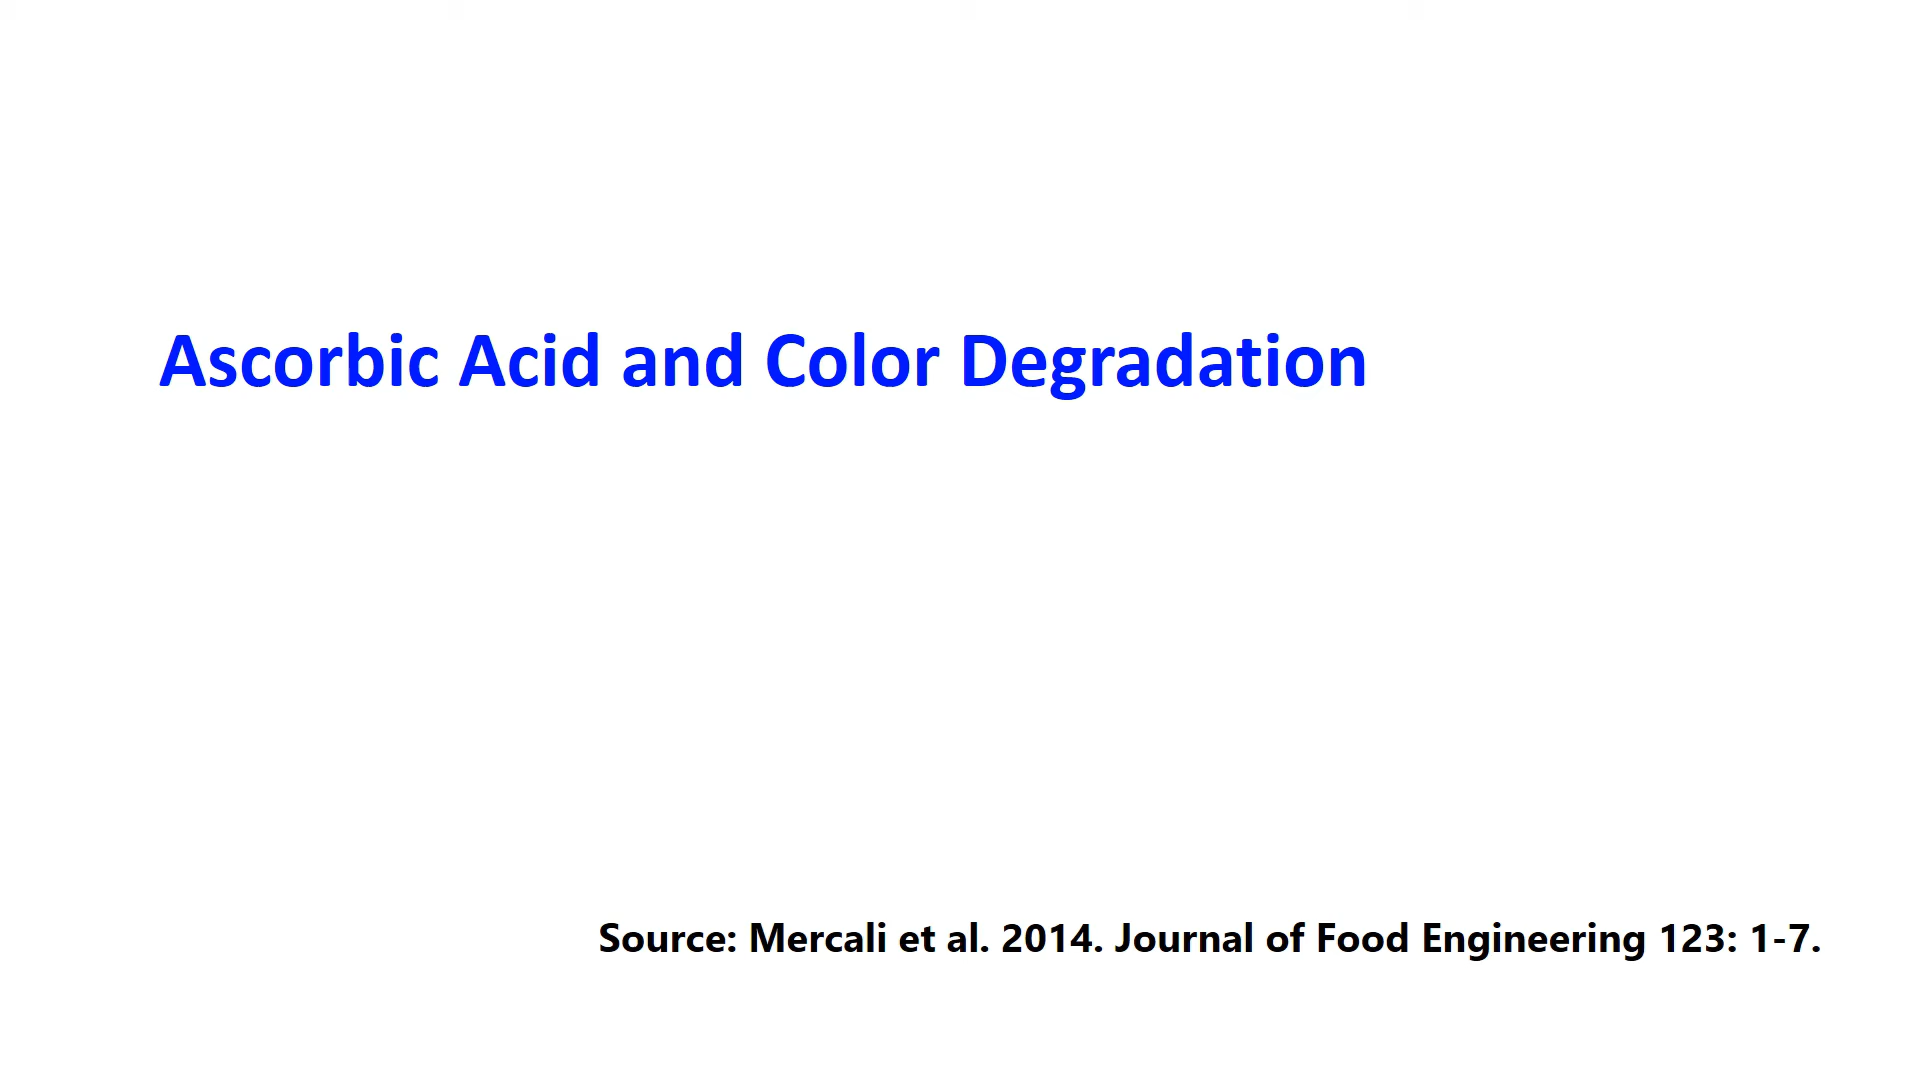 Ascorbic Acid and Color Degradation
Source: Mercali et al. 2014. Journal of Food Engineering 123: 1-7.